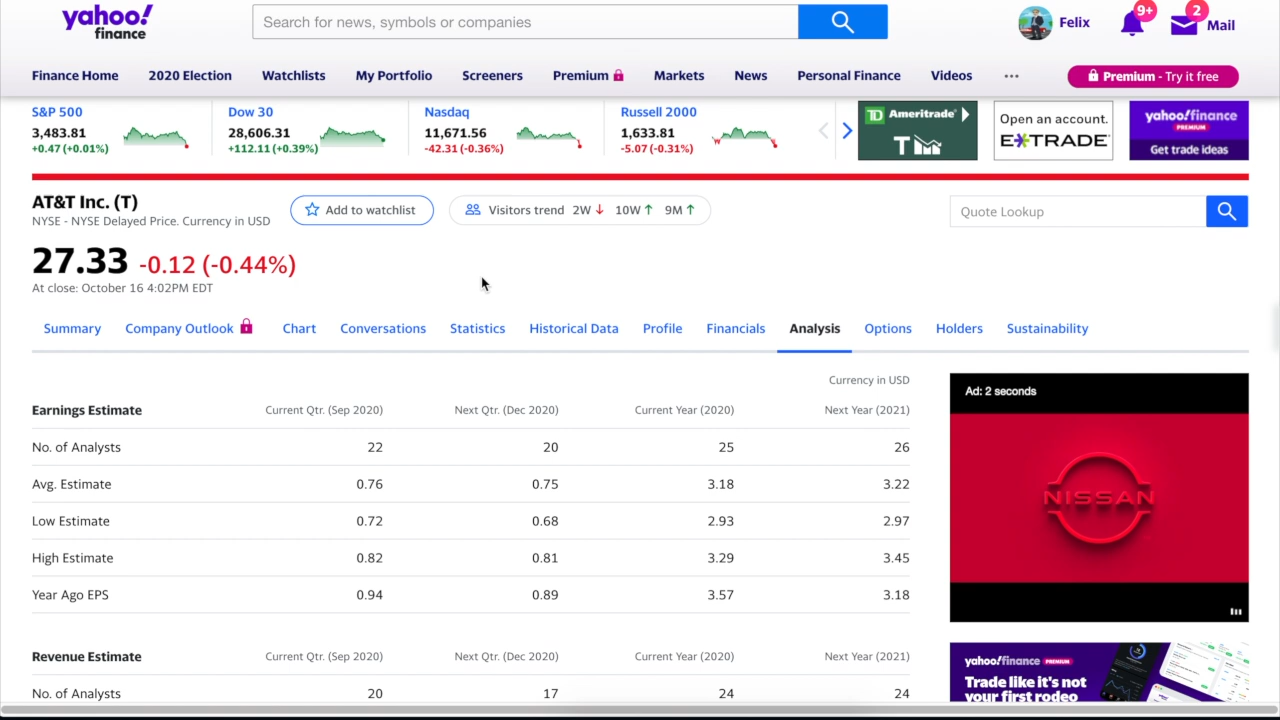 yahoo!
finance
Search for news, symbols or companies
Felix
9+
2
Mail
Finance Home 2020 Election Watchlists My Portfolio Screeners Premium Markets News Personal Finance Videos ... Premium - Try it free
S&P 500
3,483.81
+0.47 (+0.01%)
Dow 30
28,606.31
+112.11 (+0.39%)
Nasdaq
11,671.56
-42.31 (-0.36%)
Russell 2000
1,633.81
-5.07 (-0.31%)
TD Ameritrade
Open an account.
E*TRADE
yahoo!finance
PREMIUM
Get trade ideas
AT&T Inc. (T)
NYSE - NYSE Delayed Price. Currency in USD
Add to watchlist
Visitors trend 2W ↓ 10W ↑ 9M ↑
Quote Lookup
27.33 -0.12 (-0.44%)
At close: October 16 4:02PM EDT
Summary Company Outlook Chart Conversations Statistics Historical Data Profile Financials Analysis Options Holders Sustainability
Currency in USD
Earnings Estimate Current Qtr. (Sep 2020) Next Qtr. (Dec 2020) Current Year (2020) Next Year (2021)
No. of Analysts 22 20 25 26
Avg. Estimate 0.76 0.75 3.18 3.22
Low Estimate 0.72 0.68 2.93 2.97
High Estimate 0.82 0.81 3.29 3.45
Year Ago EPS 0.94 0.89 3.57 3.18
Revenue Estimate Current Qtr. (Sep 2020) Next Qtr. (Dec 2020) Current Year (2020) Next Year (2021)
No. of Analysts 20 17 24 24
Ad: 2 seconds
NISSAN
yahoo!finance PREMIUM
Trade like it's not
your first rodeo